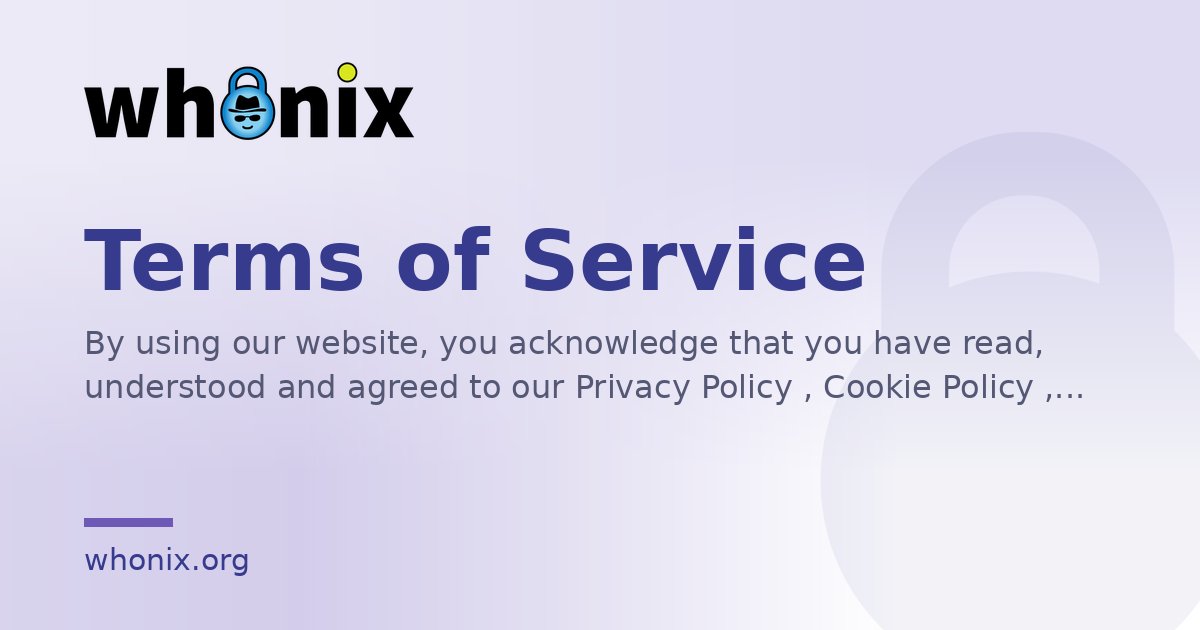 whonix
Terms of Service
By using our website, you acknowledge that you have read,
understood and agreed to our Privacy Policy , Cookie Policy ,...
whonix.org